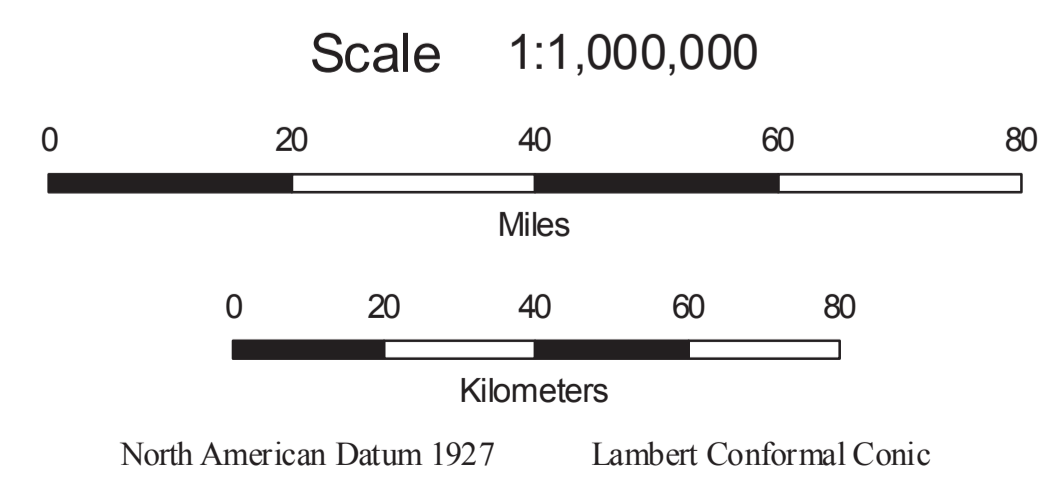 Scale 1:1,000,000
0 20 40 60 80
Miles
0 20 40 60 80
Kilometers
North American Datum 1927 Lambert Conformal Conic